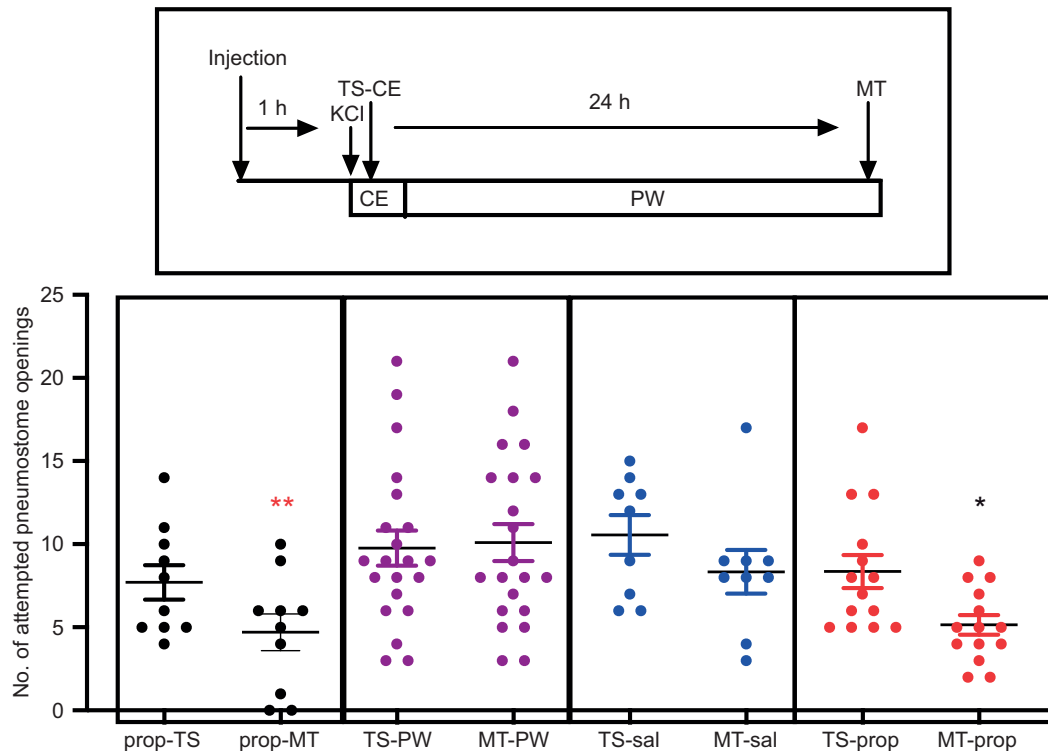 Injection
TS-CE
MT
1 h
24 h
KCl
CE
PW
25
20
15
10
5
0
No. of attempted pneumostome openings
**
*
prop-TS prop-MT TS-PW MT-PW TS-sal MT-sal TS-prop MT-prop